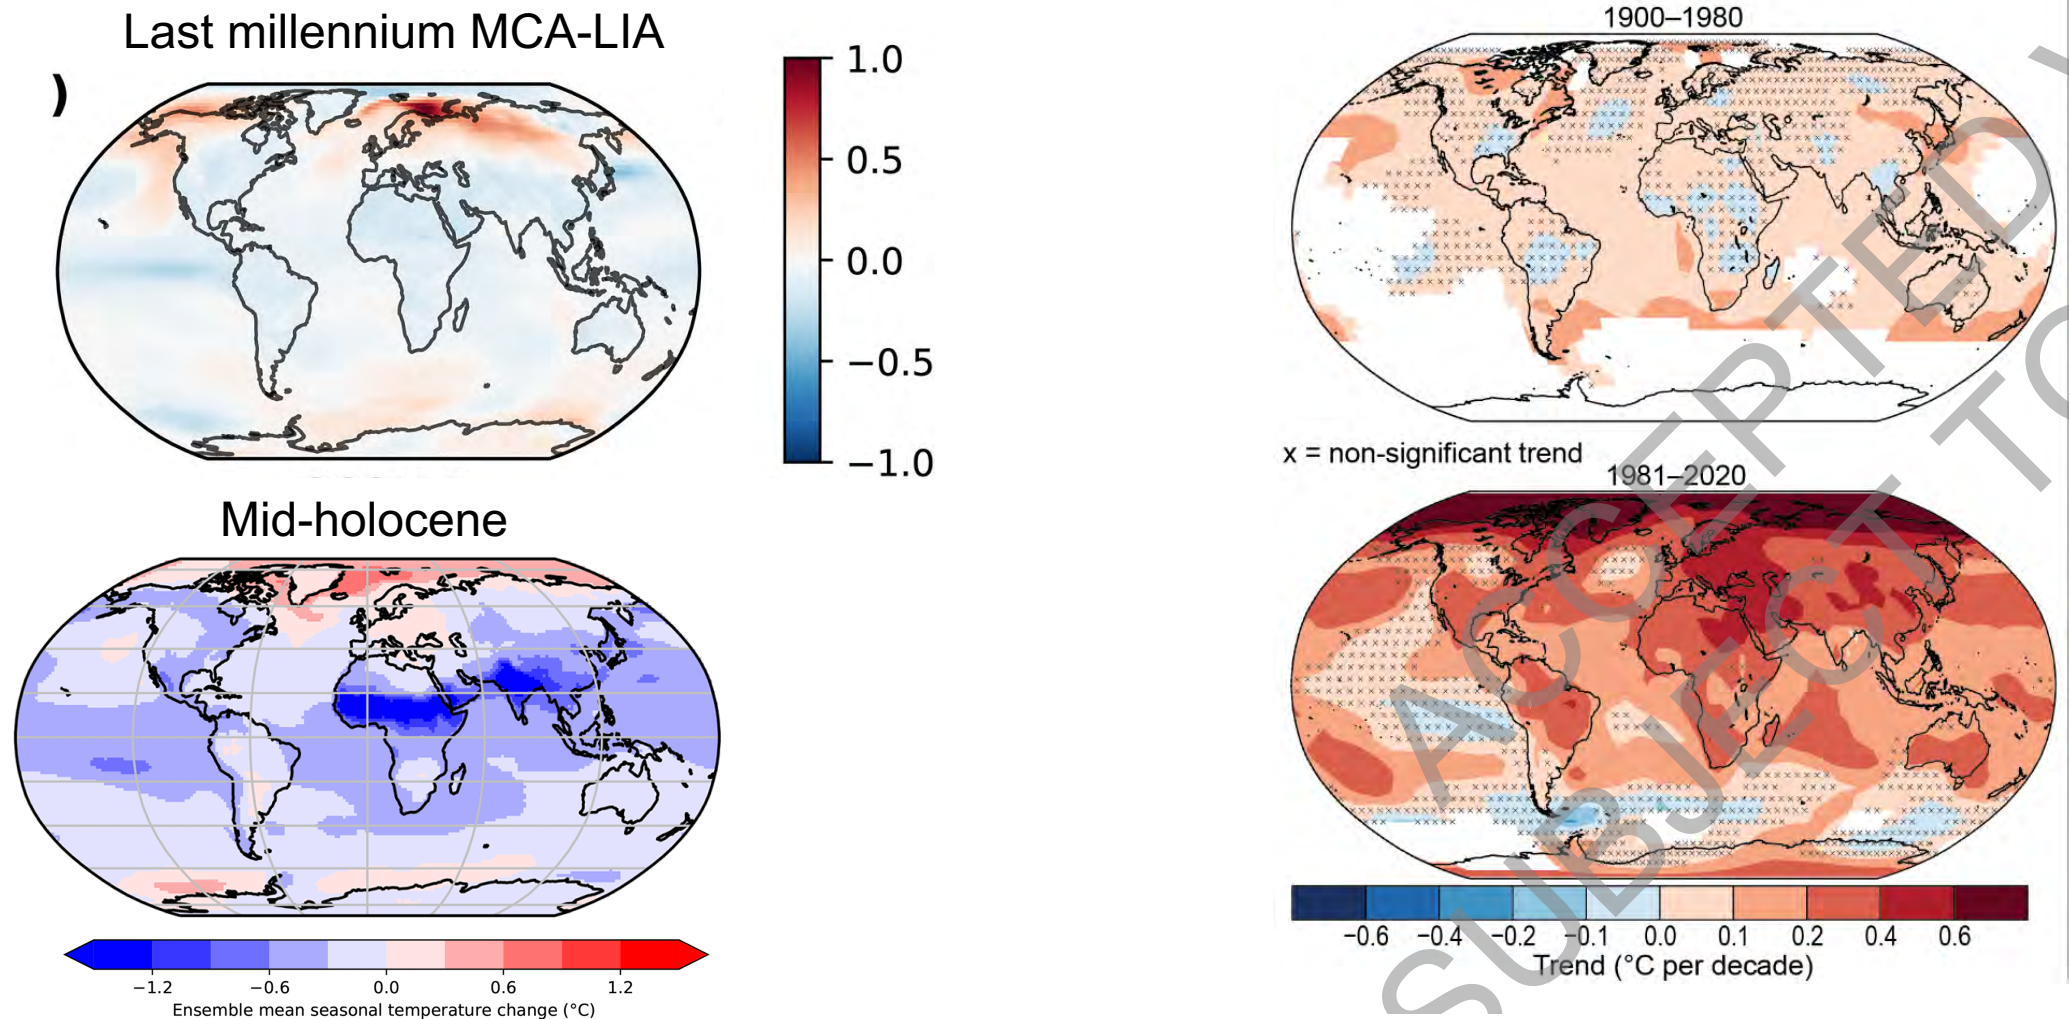 Last millennium MCA-LIA
)
1.0
0.5
0.0
−0.5
−1.0
Mid-holocene
−1.2 −0.6 0.0 0.6 1.2
Ensemble mean seasonal temperature change (°C)
1900–1980
x = non-significant trend
1981–2020
−0.6 −0.4 −0.2 −0.1 0.0 0.1 0.2 0.4 0.6
Trend (°C per decade)
ACCEPTED
SUBJECT TO